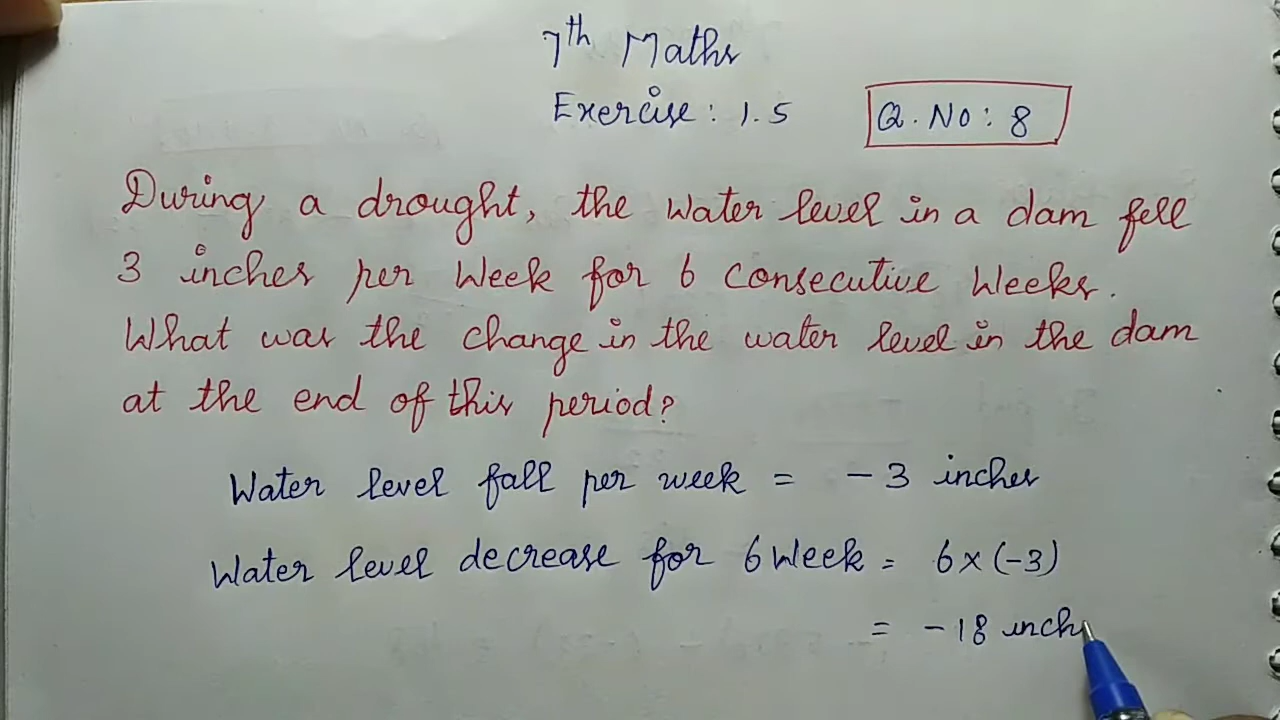 7th Maths
Exercise : 1.5
Q. No : 8
During a drought, the water level in a dam fell
3 inches per week for 6 consecutive weeks.
What was the change in the water level in the dam
at the end of this period?
Water level fall per week = -3 inches
Water level decrease for 6 week = 6×(-3)
= -18 inch